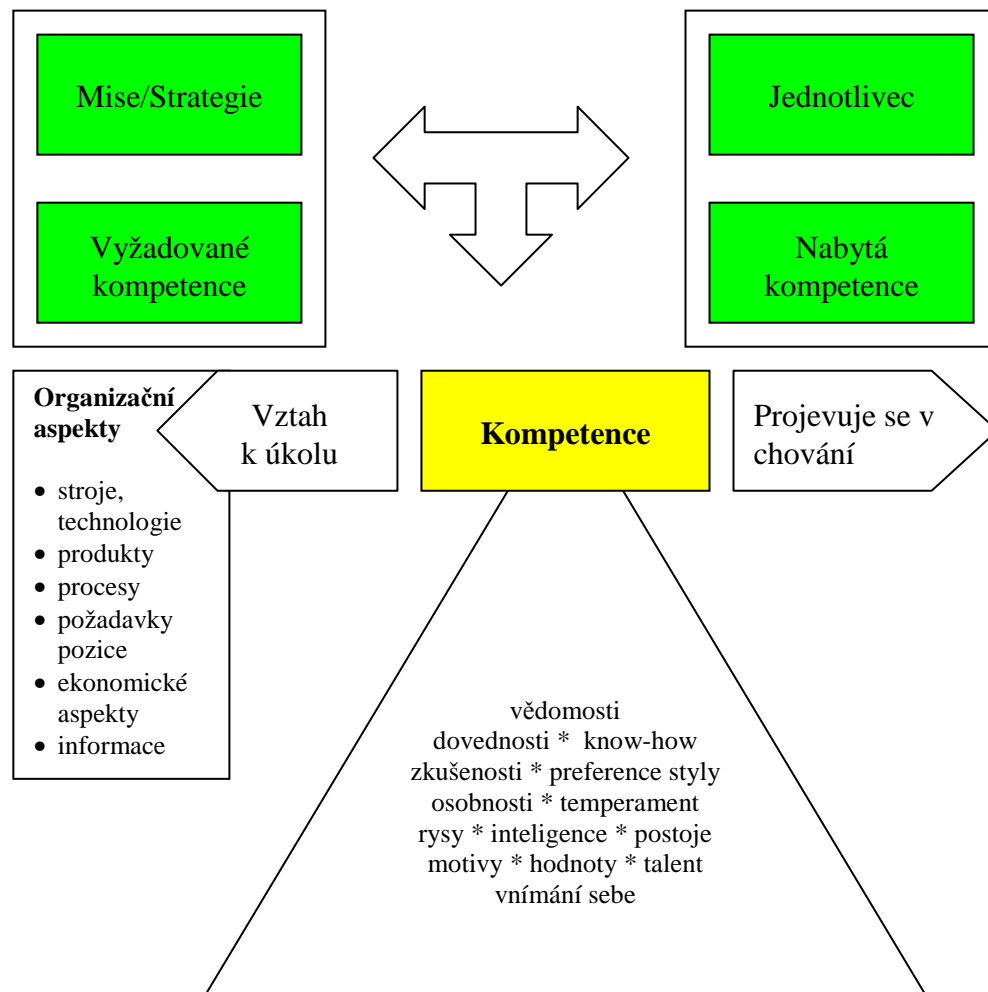 Mise/Strategie
Vyžadované
kompetence
Jednotlivec
Nabytá
kompetence
Organizační
aspekty
• stroje,
technologie
• produkty
• procesy
• požadavky
pozice
• ekonomické
aspekty
• informace
Vztah
k úkolu
Kompetence
Projevuje se v
chování
vědomosti
dovednosti * know-how
zkušenosti * preference styly
osobnosti * temperament
rysy * inteligence * postoje
motivy * hodnoty * talent
vnímání sebe